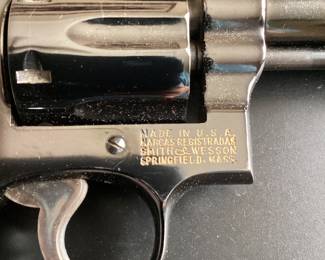 MADE IN U.S.A.
MARCAS REGISTRADAS
SMITH & WESSON
SPRINGFIELD, MASS.